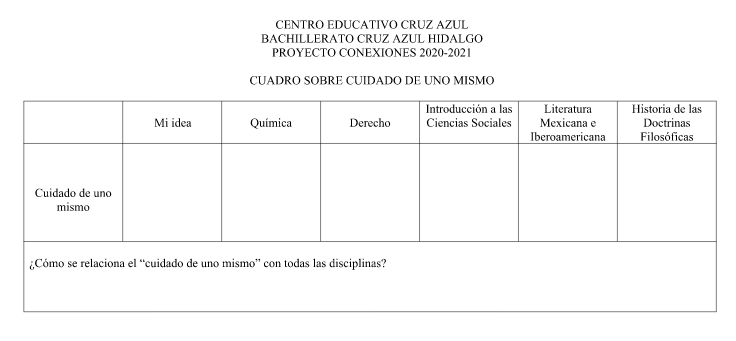 CENTRO EDUCATIVO CRUZ AZUL
BACHILLERATO CRUZ AZUL HIDALGO
PROYECTO CONEXIONES 2020-2021
CUADRO SOBRE CUIDADO DE UNO MISMO
Mi idea
Química
Derecho
Introducción a las
Ciencias Sociales
Literatura
Mexicana e
Iberoamericana
Historia de las
Doctrinas
Filosóficas
Cuidado de uno
mismo
¿Cómo se relaciona el “cuidado de uno mismo” con todas las disciplinas?